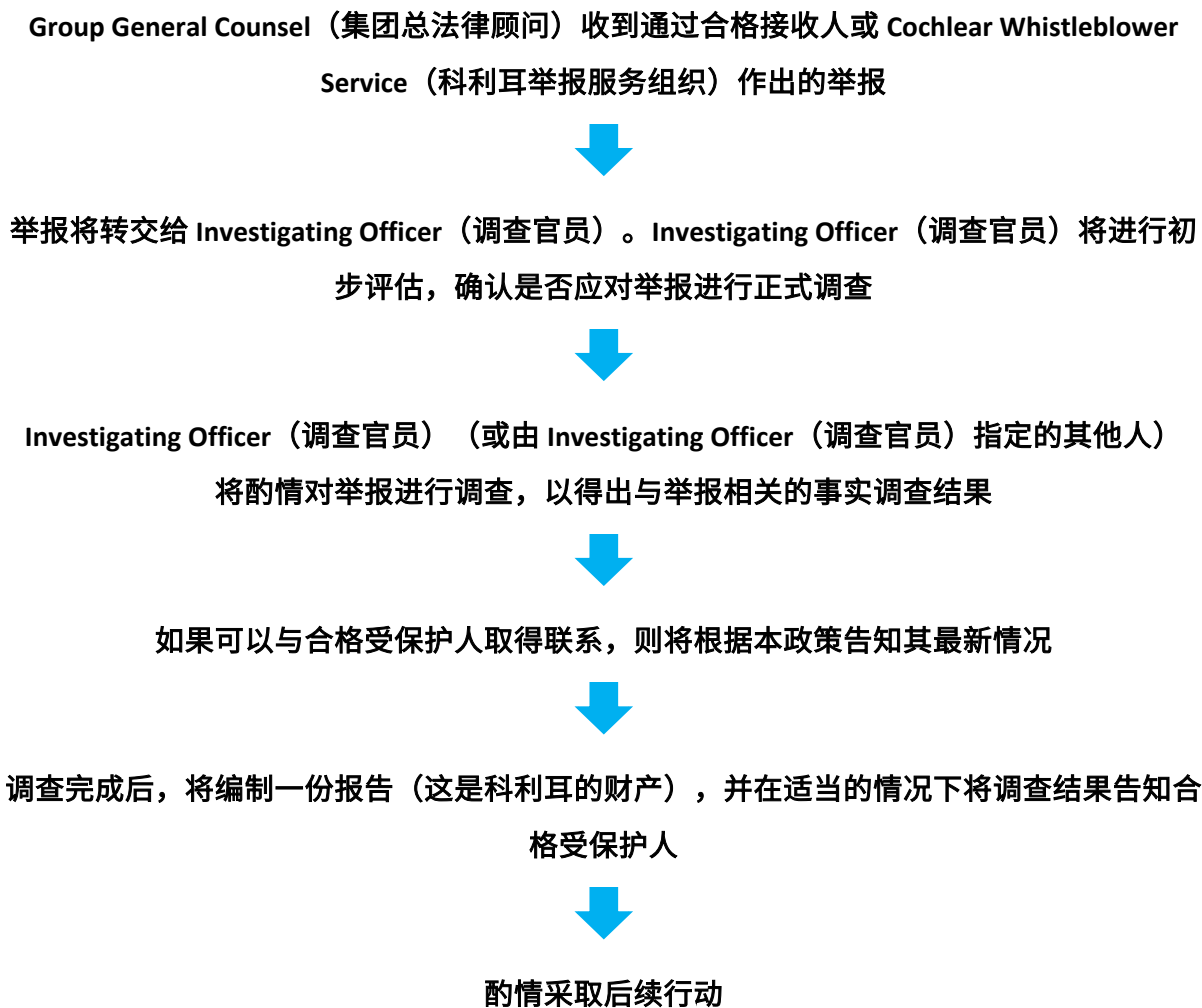 Group General Counsel（集团总法律顾问）收到通过合格接收人或 Cochlear Whistleblower
Service（科利耳举报服务组织）作出的举报
举报将转交给 Investigating Officer（调查官员）。Investigating Officer（调查官员）将进行初
步评估，确认是否应对举报进行正式调查
Investigating Officer（调查官员）（或由 Investigating Officer（调查官员）指定的其他人）
将酌情对举报进行调查，以得出与举报相关的事实调查结果
如果可以与合格受保护人取得联系，则将根据本政策告知其最新情况
调查完成后，将编制一份报告（这是科利耳的财产），并在适当的情况下将调查结果告知合
格受保护人
酌情采取后续行动